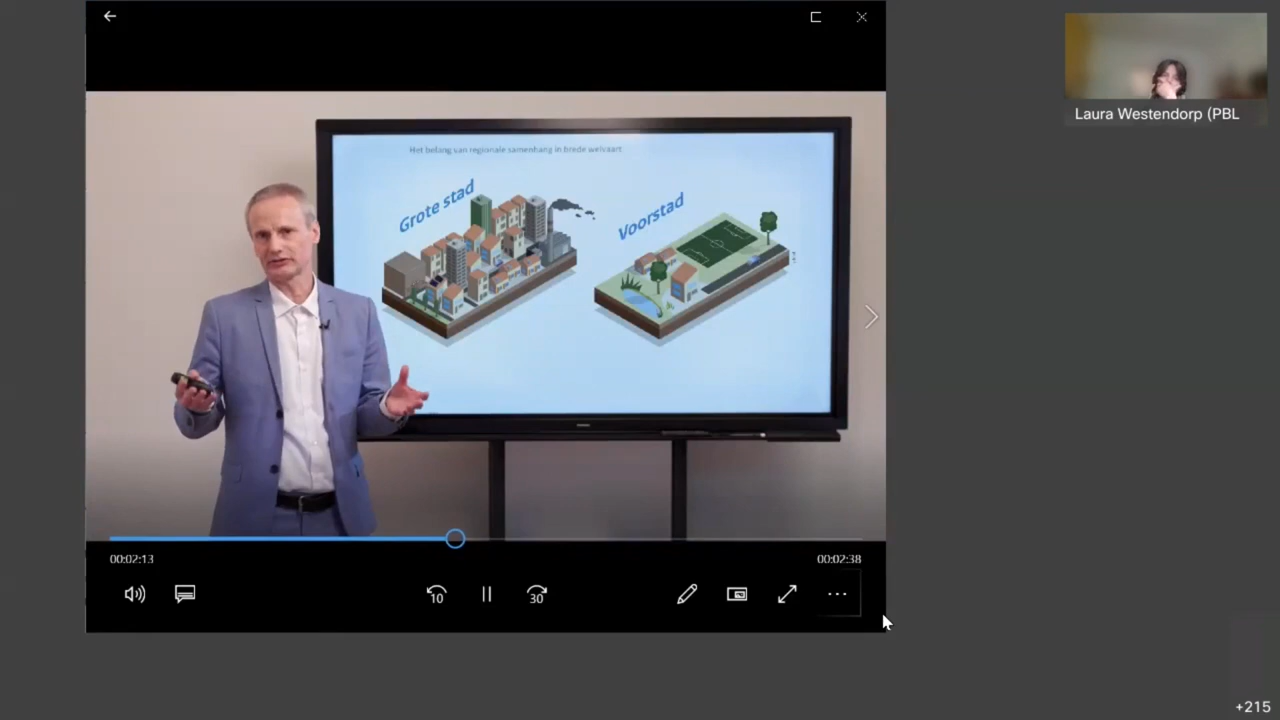 Het belang van regionale samenhang in brede welvaart
Grote stad
Voorstad
Laura Westendorp (PBL
00:02:13
00:02:38
10
30
+215